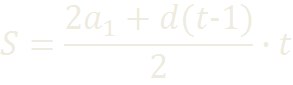 S = \frac{2a_1 + d(t-1)}{2} \cdot t